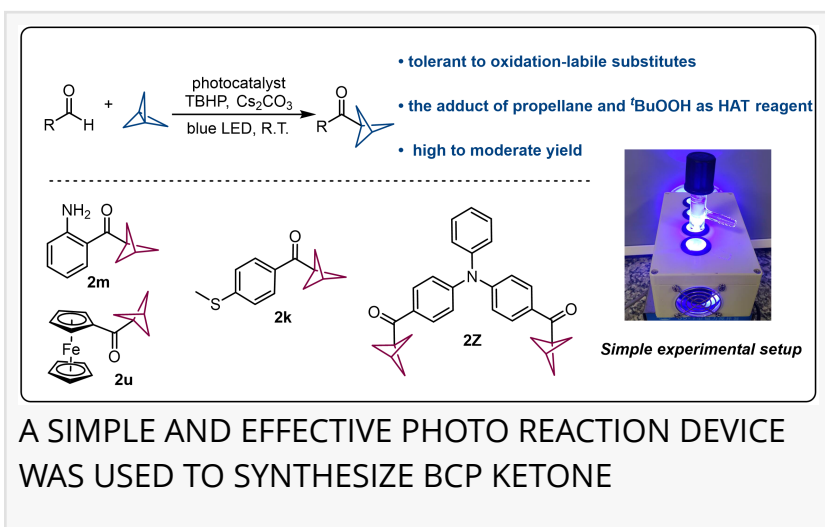 photocatalyst
TBHP, Cs₂CO₃
blue LED, R.T.
O
R
H
+
O
R
• tolerant to oxidation-labile substitutes
• the adduct of propellane and ᵗBuOOH as HAT reagent
• high to moderate yield
NH₂
O
2m
O
S
2k
Fe
O
2u
N
O
O
2Z
Simple experimental setup
A SIMPLE AND EFFECTIVE PHOTO REACTION DEVICE
WAS USED TO SYNTHESIZE BCP KETONE